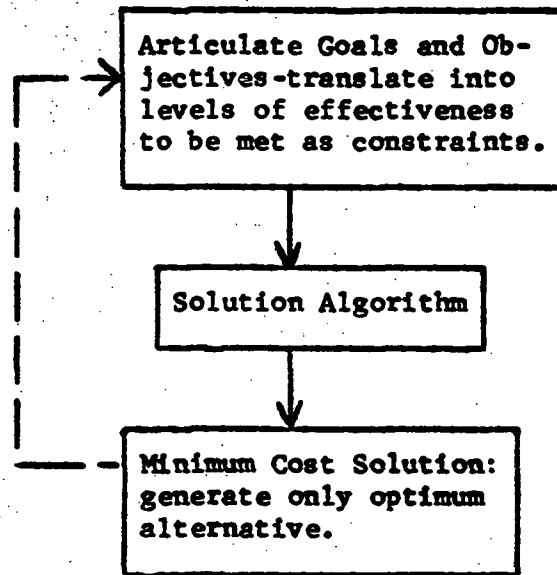 Articulate Goals and Ob-
jectives-translate into
levels of effectiveness
to be met as constraints.
Solution Algorithm
Minimum Cost Solution:
generate only optimum
alternative.